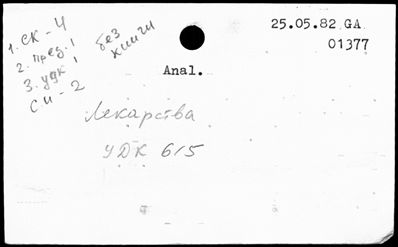 1. СК - 4
2. пред. 1
3. удк 1
СИ - 2
без
книги
25.05.82 GA
01377
Anal.
Лекарства
УДК 615